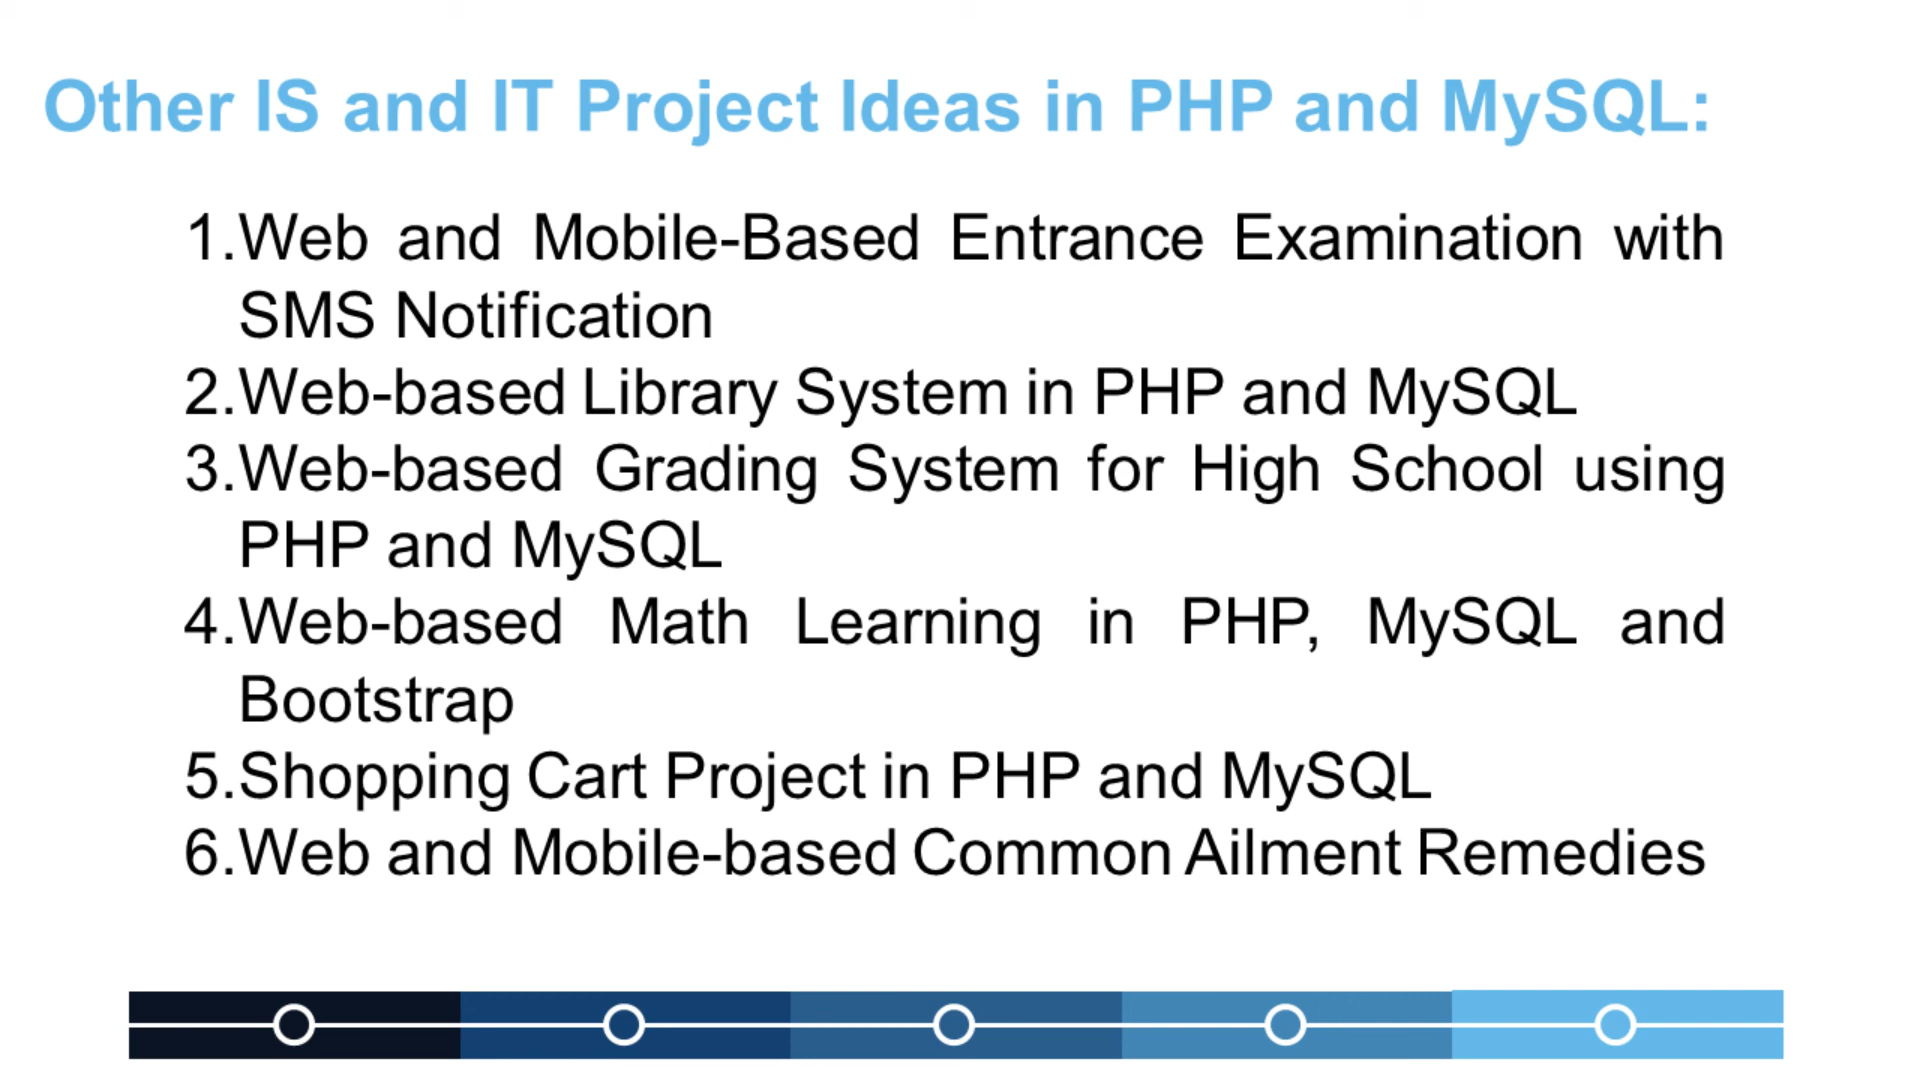 Other IS and IT Project Ideas in PHP and MySQL:
1.Web and Mobile-Based Entrance Examination with
SMS Notification
2.Web-based Library System in PHP and MySQL
3.Web-based Grading System for High School using
PHP and MySQL
4.Web-based Math Learning in PHP, MySQL and
Bootstrap
5.Shopping Cart Project in PHP and MySQL
6.Web and Mobile-based Common Ailment Remedies